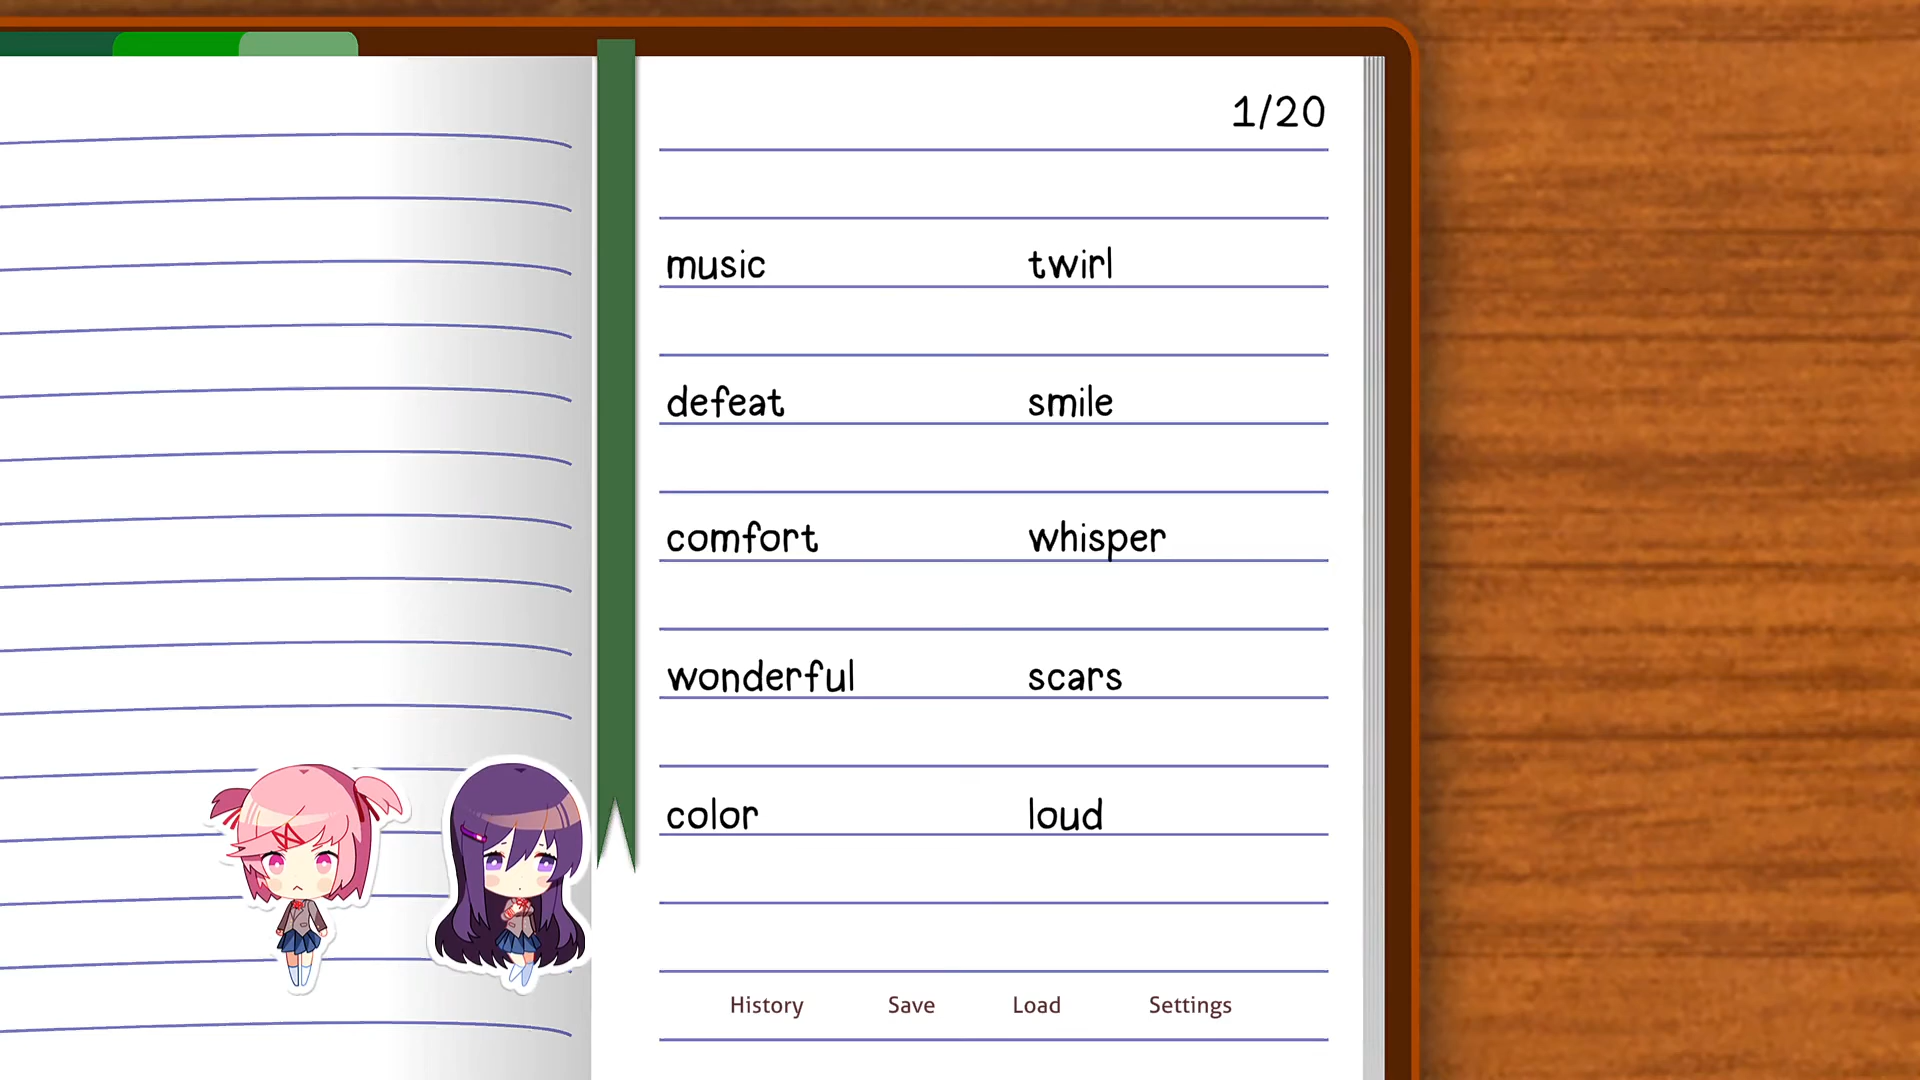 1/20
music twirl
defeat smile
comfort whisper
wonderful scars
color loud
History Save Load Settings